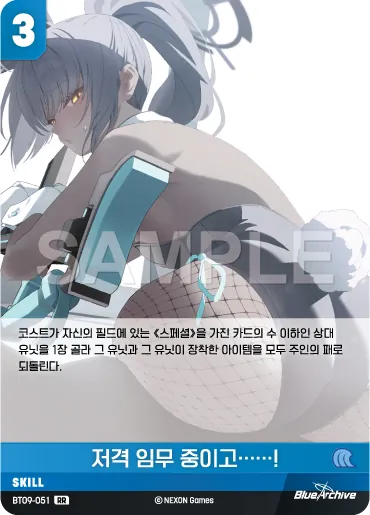 3
SAMPLE
코스트가 자신의 필드에 있는 《스페셜》을 가진 카드의 수 이하인 상대
유닛을 1장 골라 그 유닛과 그 유닛이 장착한 아이템을 모두 주인의 패로
되돌린다.
저격 임무 중이고……!
SKILL
BT09-051 RR
© NEXON Games
BlueArchive